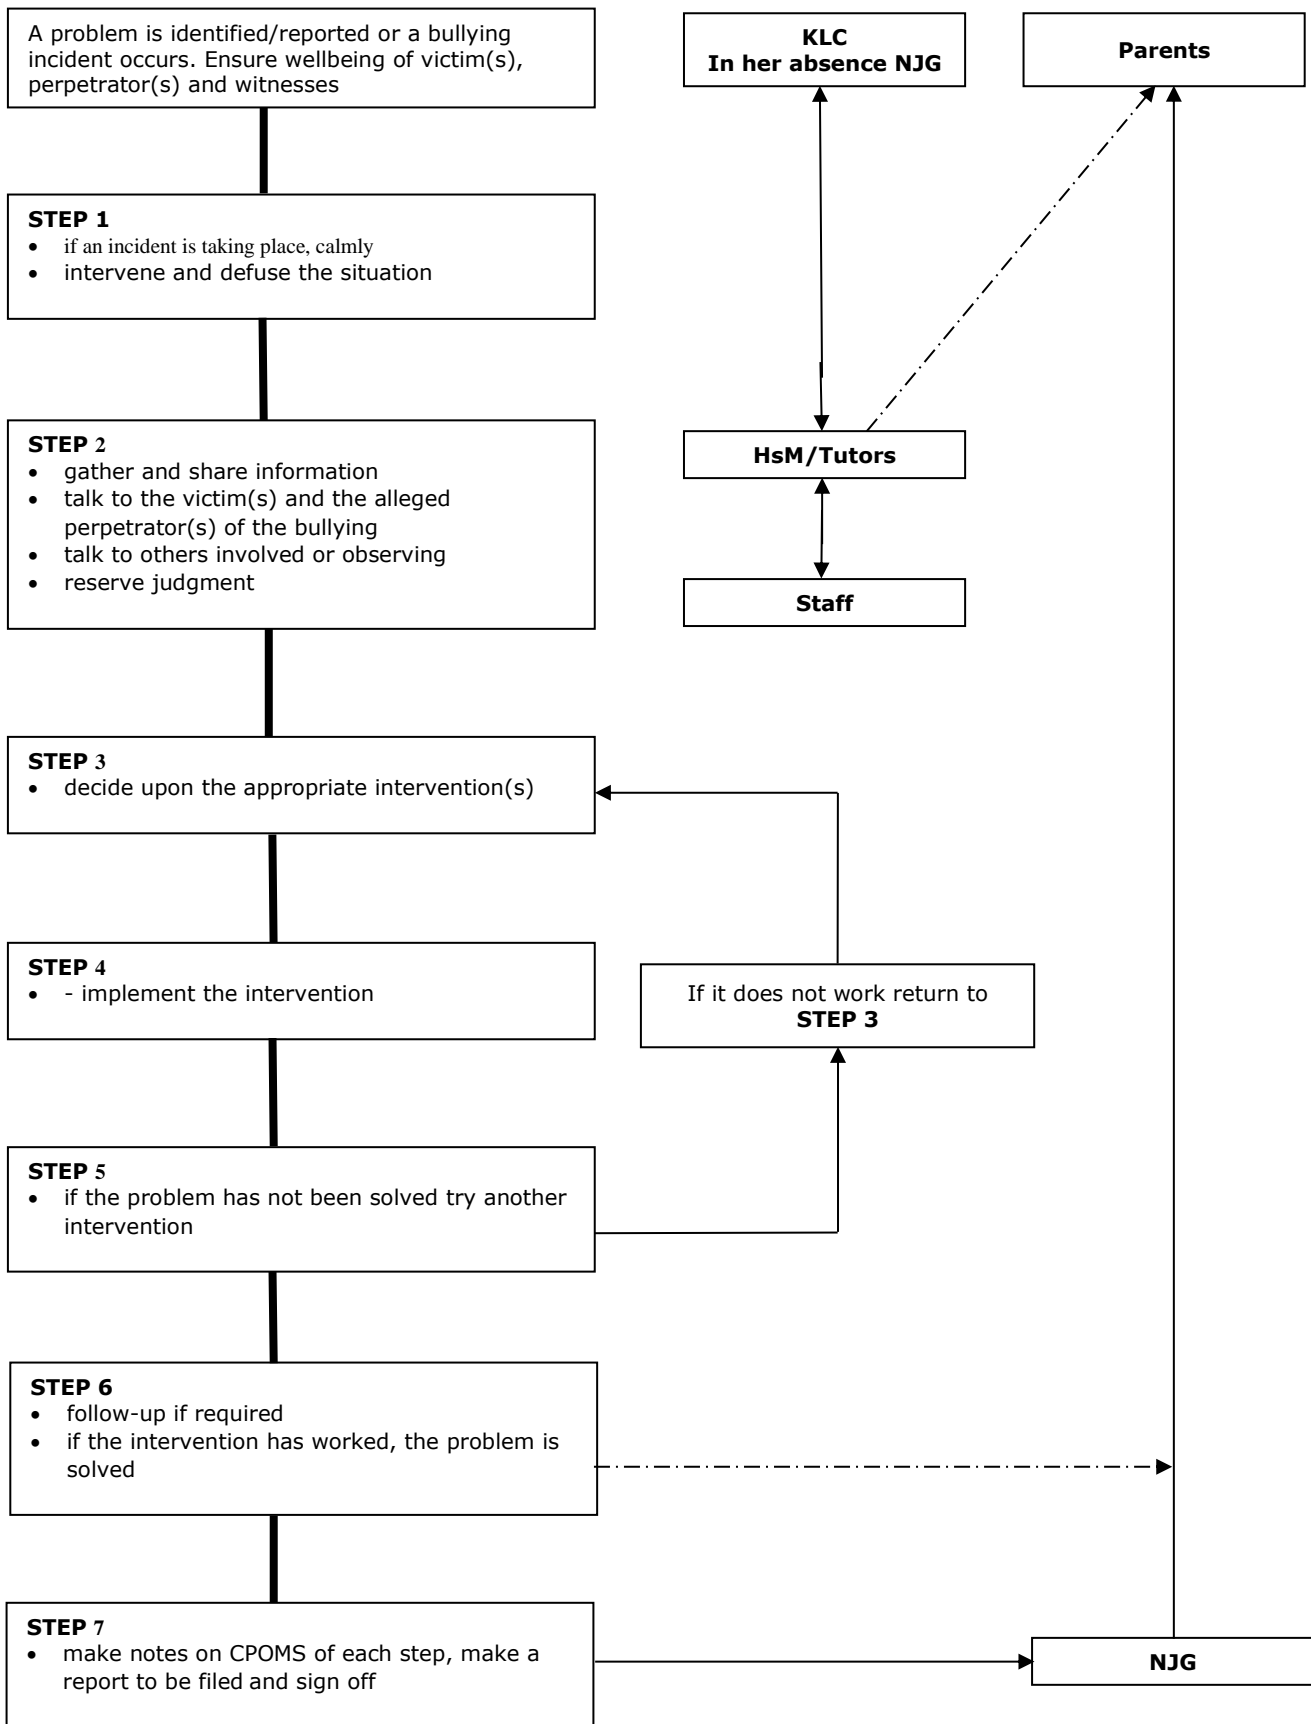 A problem is identified/reported or a bullying
incident occurs. Ensure wellbeing of victim(s),
perpetrator(s) and witnesses
KLC
In her absence NJG
Parents
STEP 1
• if an incident is taking place, calmly
• intervene and defuse the situation
STEP 2
• gather and share information
• talk to the victim(s) and the alleged
perpetrator(s) of the bullying
• talk to others involved or observing
• reserve judgment
HsM/Tutors
Staff
STEP 3
• decide upon the appropriate intervention(s)
STEP 4
• - implement the intervention
If it does not work return to
STEP 3
STEP 5
• if the problem has not been solved try another
intervention
STEP 6
• follow-up if required
• if the intervention has worked, the problem is
solved
STEP 7
• make notes on CPOMS of each step, make a
report to be filed and sign off
NJG